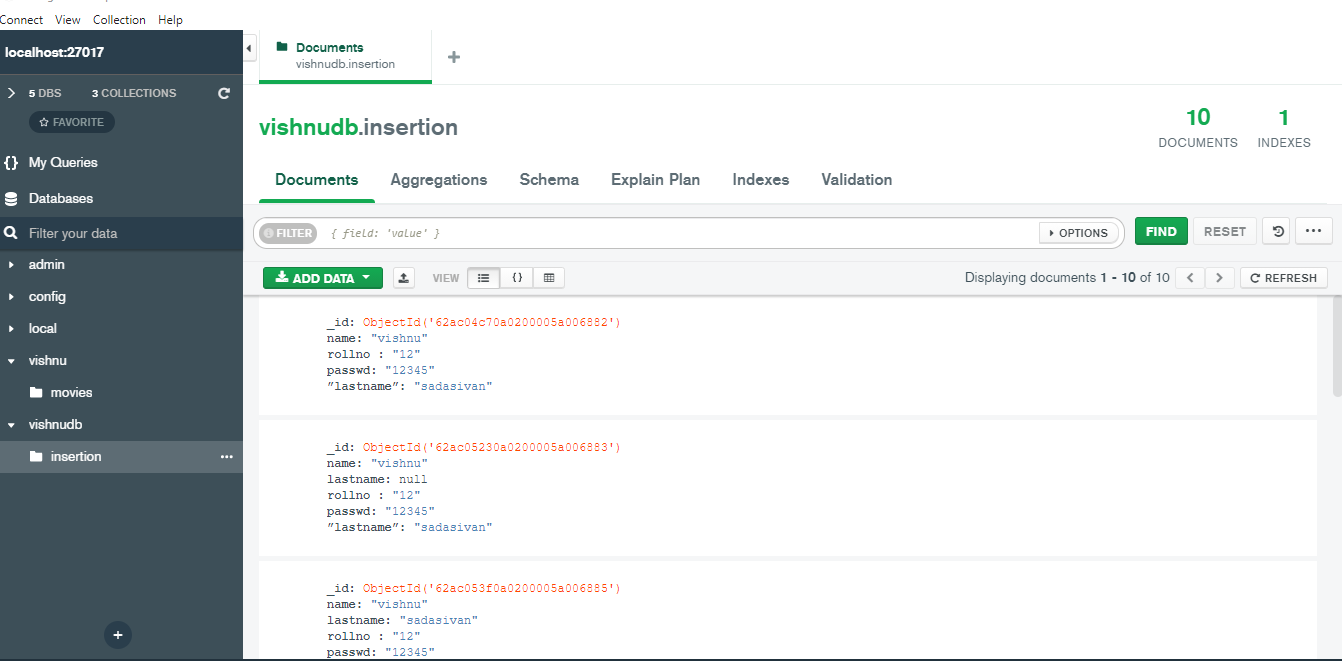 Connect View Collection Help
localhost:27017
5 DBS 3 COLLECTIONS
FAVORITE
{} My Queries
Databases
Filter your data
admin
config
local
vishnu
movies
vishnudb
insertion
Documents
vishnudb.insertion
vishnudb.insertion
10
DOCUMENTS
1
INDEXES
Documents Aggregations Schema Explain Plan Indexes Validation
FILTER { field: 'value' } OPTIONS FIND RESET
ADD DATA VIEW {} Displaying documents 1 - 10 of 10 REFRESH
_id: ObjectId('62ac04c70a0200005a006882')
name: "vishnu"
rollno : "12"
passwd: "12345"
”lastname”: "sadasivan"
_id: ObjectId('62ac05230a0200005a006883')
name: "vishnu"
lastname: null
rollno : "12"
passwd: "12345"
”lastname”: "sadasivan"
_id: ObjectId('62ac053f0a0200005a006885')
name: "vishnu"
lastname: "sadasivan"
rollno : "12"
passwd: "12345"